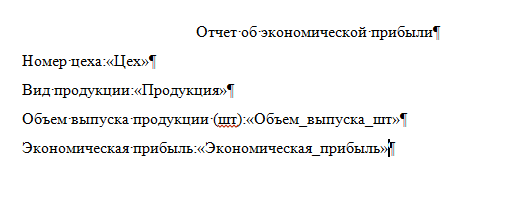 Отчет об экономической прибыли¶
Номер цеха:«Цех»¶
Вид продукции:«Продукция»¶
Объем выпуска продукции (шт):«Объем_выпуска_шт»¶
Экономическая прибыль:«Экономическая_прибыль»¶